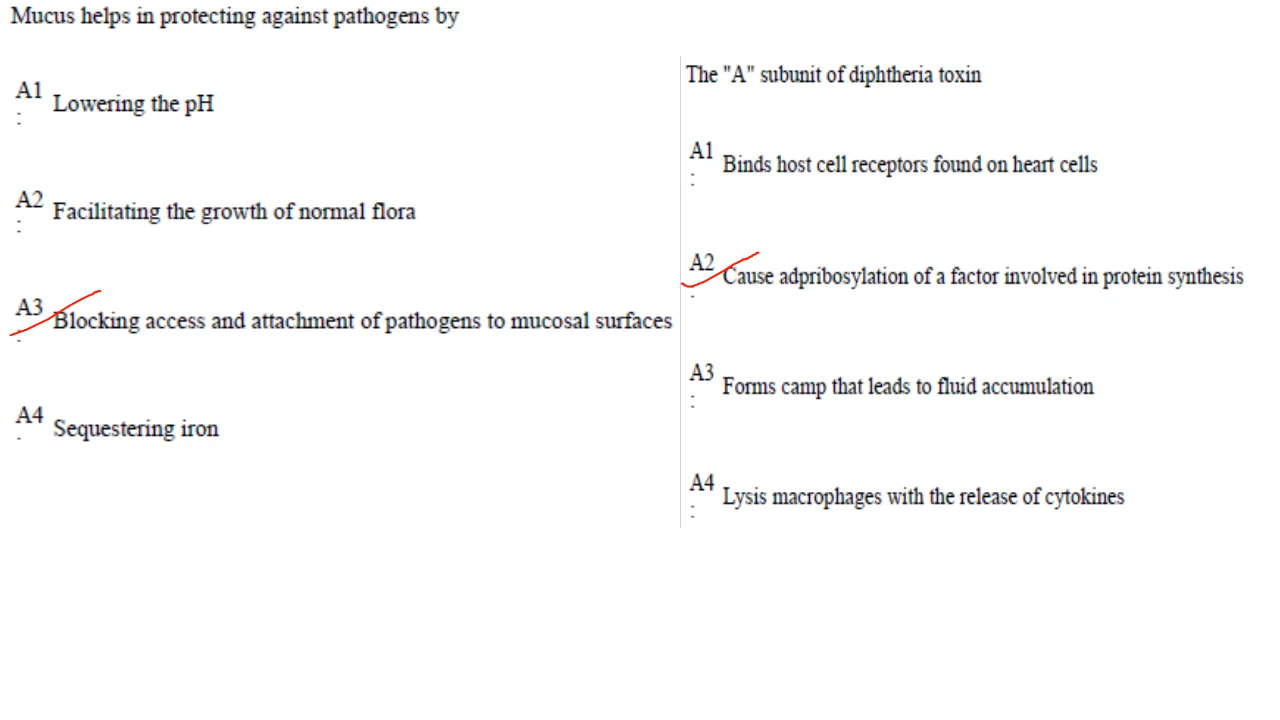 Mucus helps in protecting against pathogens by
A1
: Lowering the pH
A2
: Facilitating the growth of normal flora
A3
: Blocking access and attachment of pathogens to mucosal surfaces
A4
: Sequestering iron
The "A" subunit of diphtheria toxin
A1
: Binds host cell receptors found on heart cells
A2
: Cause adpribosylation of a factor involved in protein synthesis
A3
: Forms camp that leads to fluid accumulation
A4
: Lysis macrophages with the release of cytokines